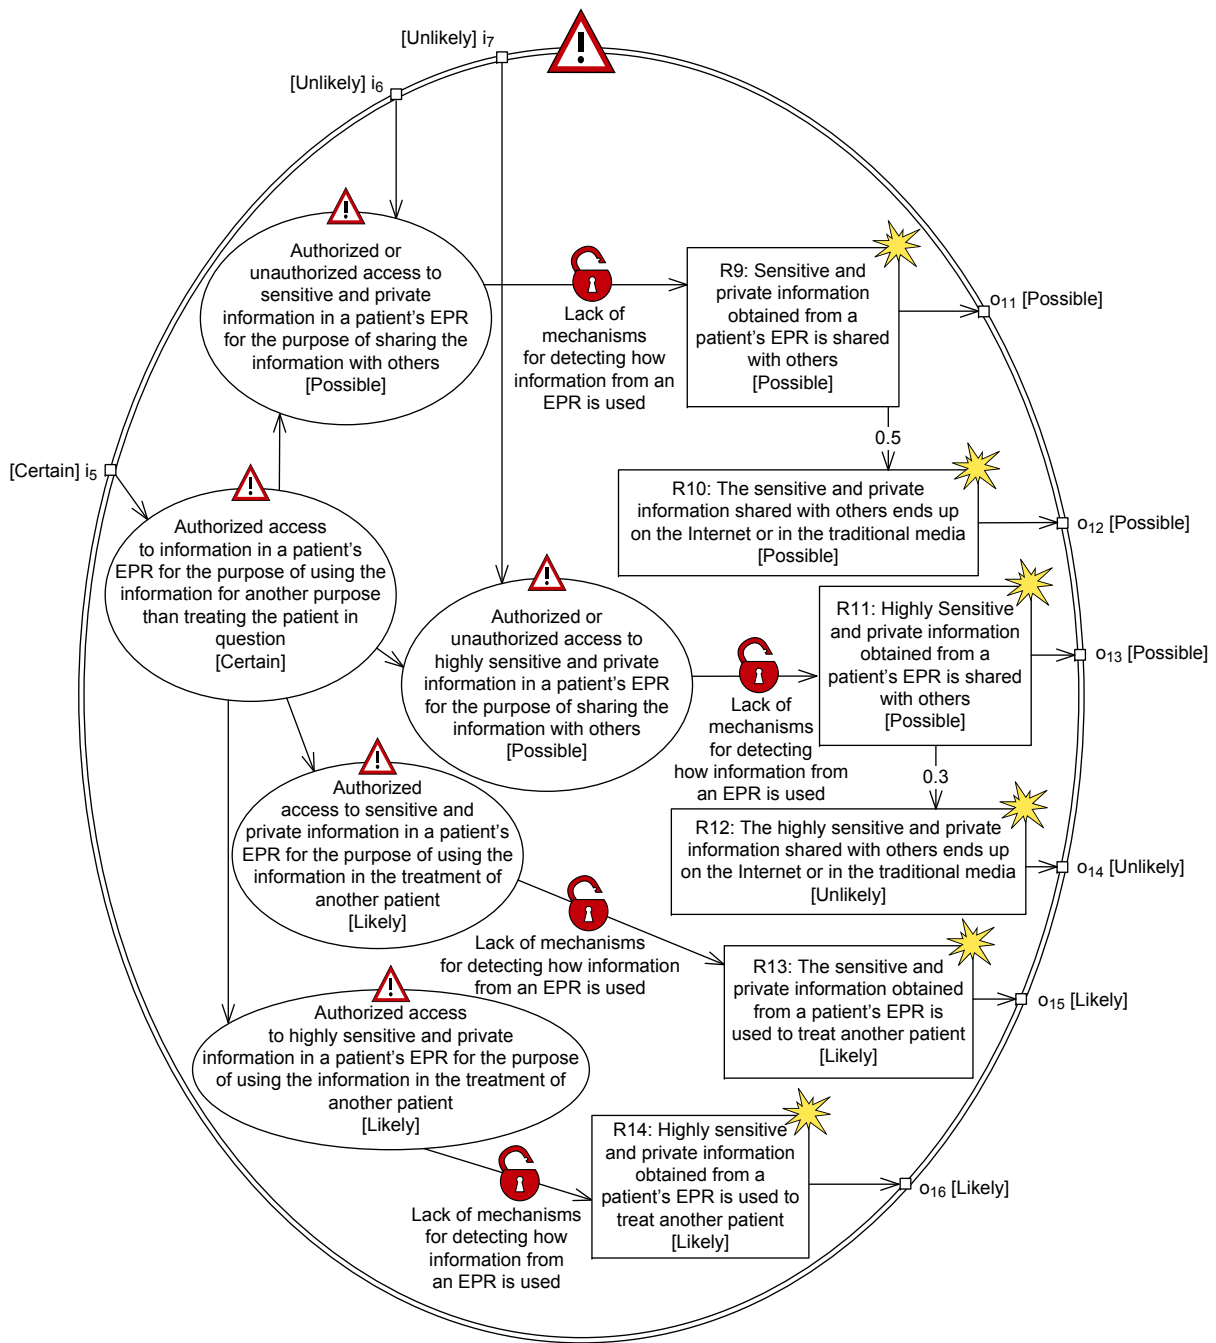 [Unlikely] i7
[Unlikely] i6
Authorized or
unauthorized access to
sensitive and private
information in a patient's EPR
for the purpose of sharing the
information with others
[Possible]
Lack of
mechanisms
for detecting how
information from an
EPR is used
R9: Sensitive and
private information
obtained from a
patient's EPR is shared
with others
[Possible]
o11 [Possible]
0.5
[Certain] i5
Authorized access
to information in a patient's
EPR for the purpose of using the
information for another purpose
than treating the patient in
question
[Certain]
R10: The sensitive and private
information shared with others ends up
on the Internet or in the traditional media
[Possible]
o12 [Possible]
Authorized or
unauthorized access to
highly sensitive and private
information in a patient's EPR
for the purpose of sharing the
information with others
[Possible]
Lack of
mechanisms
for detecting
how information from
an EPR is used
R11: Highly Sensitive
and private information
obtained from a
patient's EPR is shared
with others
[Possible]
o13 [Possible]
0.3
Authorized
access to sensitive and
private information in a patient's
EPR for the purpose of using the
information in the treatment of
another patient
[Likely]
R12: The highly sensitive and private
information shared with others ends up
on the Internet or in the traditional media
[Unlikely]
o14 [Unlikely]
Lack of mechanisms
for detecting how information
from an EPR is used
R13: The sensitive and
private information obtained
from a patient's EPR is
used to treat another patient
[Likely]
o15 [Likely]
Authorized access
to highly sensitive and private
information in a patient's EPR for the purpose
of using the information in the treatment of
another patient
[Likely]
Lack of mechanisms
for detecting how
information from
an EPR is used
R14: Highly sensitive
and private information
obtained from a
patient's EPR is used to
treat another patient
[Likely]
o16 [Likely]